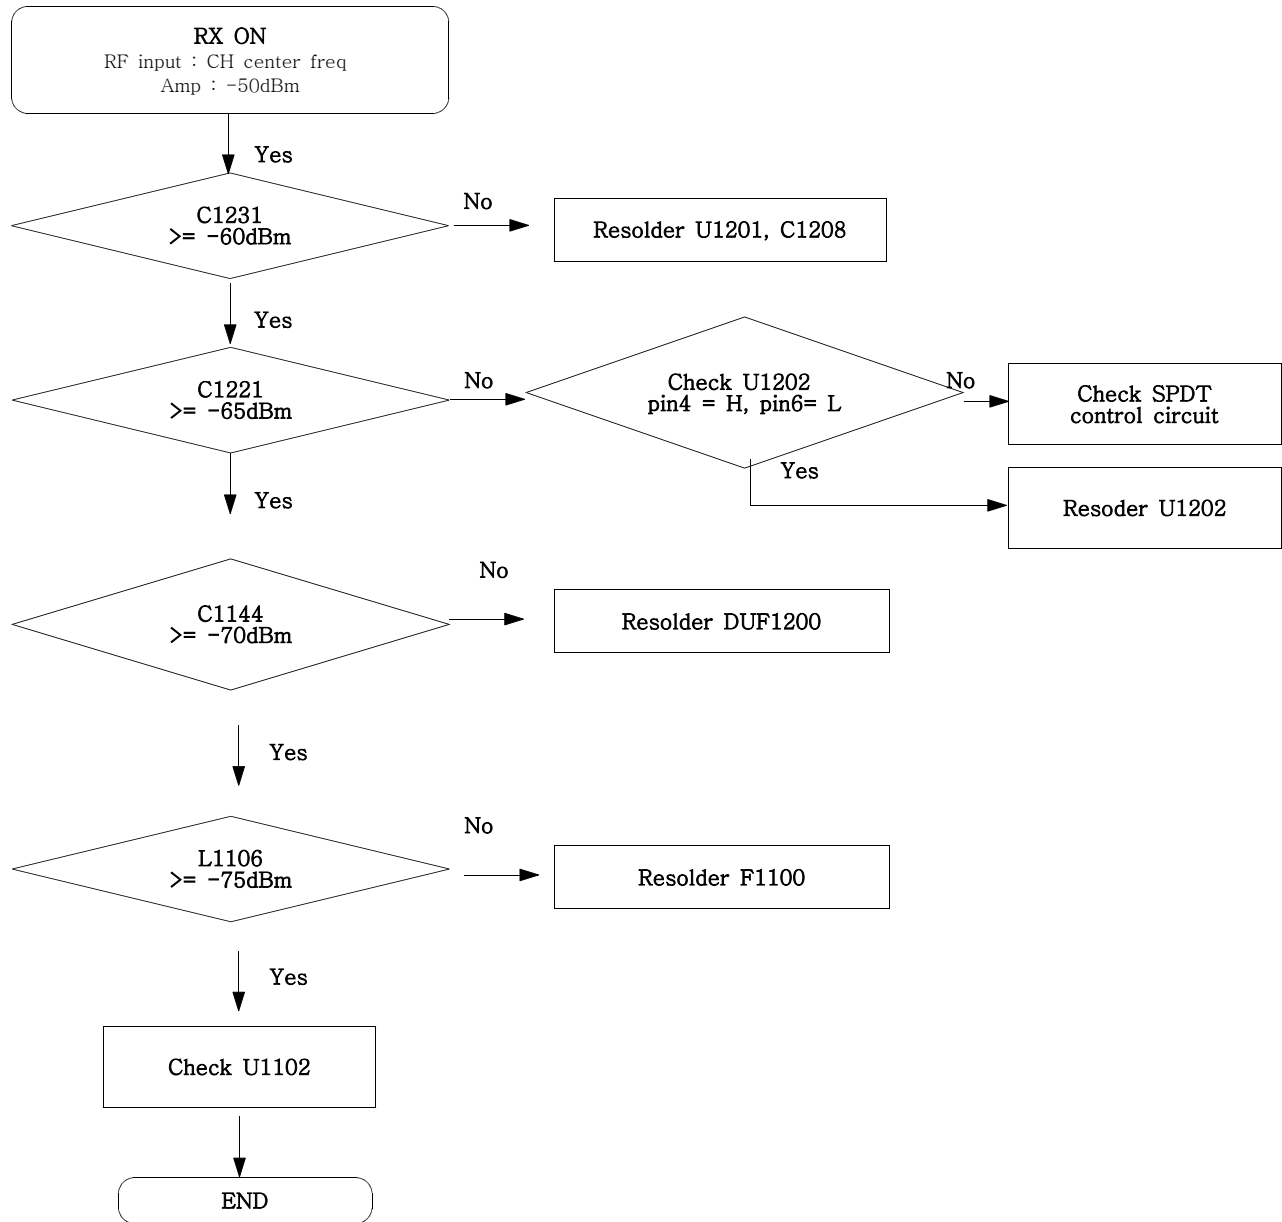 RX ON
RF input : CH center freq
Amp : -50dBm
Yes
C1231
>= -60dBm
No
Resolder U1201, C1208
Yes
C1221
>= -65dBm
No
Check U1202
pin4 = H, pin6= L
No
Check SPDT
control circuit
Yes
Resoder U1202
Yes
C1144
>= -70dBm
No
Resolder DUF1200
Yes
L1106
>= -75dBm
No
Resolder F1100
Yes
Check U1102
END